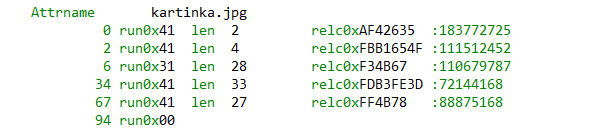 Attrname kartinka.jpg
0 run0x41 len 2 relc0xAF42635 :183772725
2 run0x41 len 4 relc0xFBB1654F :111512452
6 run0x31 len 28 relc0xF34B67 :110679787
34 run0x41 len 33 relc0xFDB3FE3D :72144168
67 run0x41 len 27 relc0xFF4B78 :88875168
94 run0x00